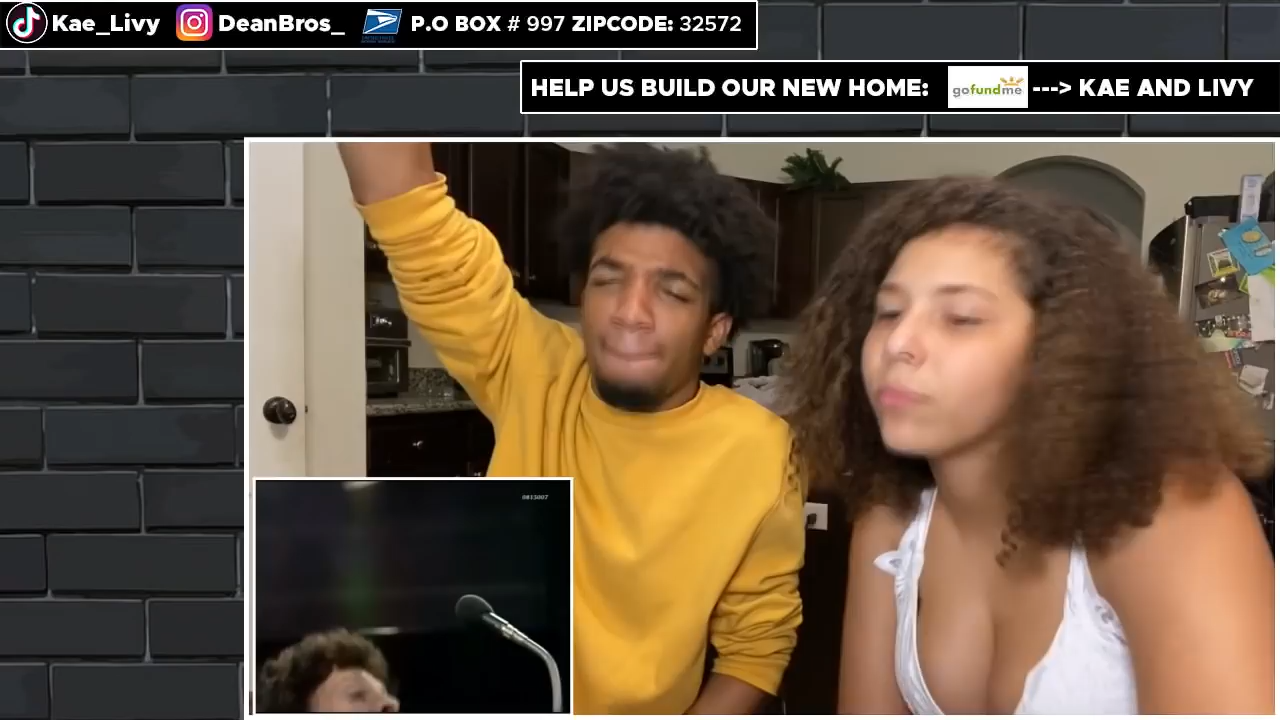 Kae_Livy DeanBros_ P.O BOX # 997 ZIPCODE: 32572
HELP US BUILD OUR NEW HOME: gofundme ---> KAE AND LIVY